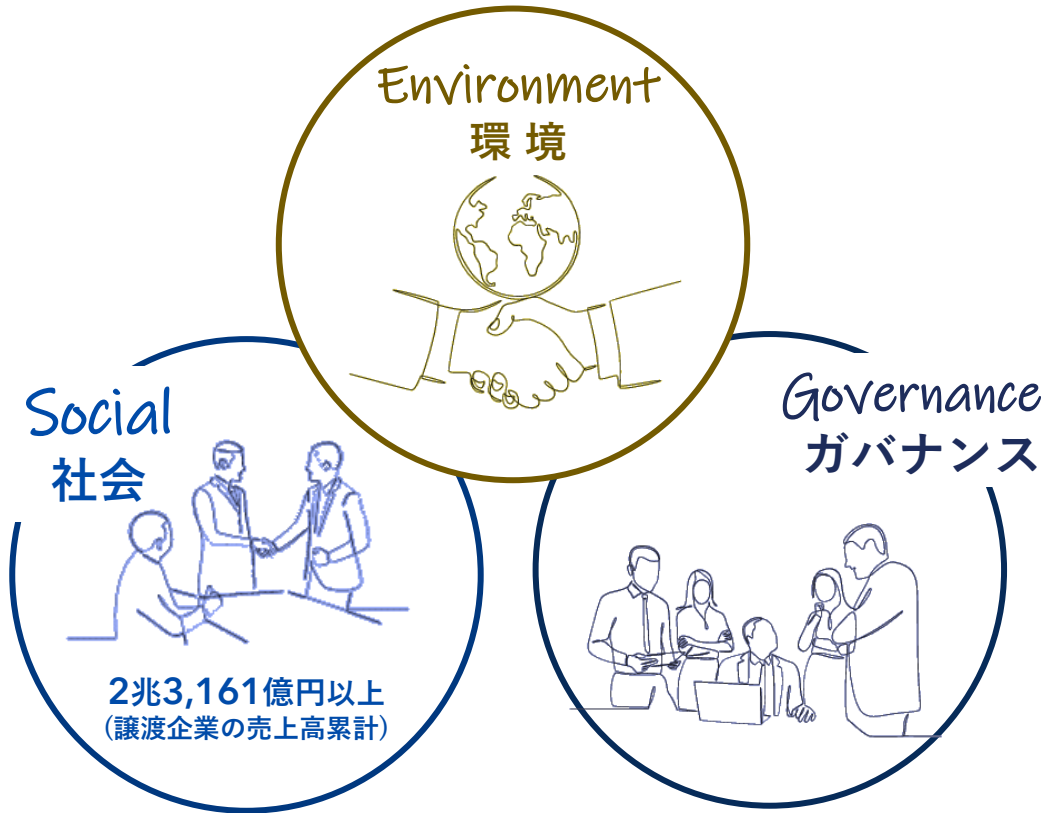 Environment
環境
Social
社会
2兆3,161億円以上
(譲渡企業の売上高累計)
Governance
ガバナンス